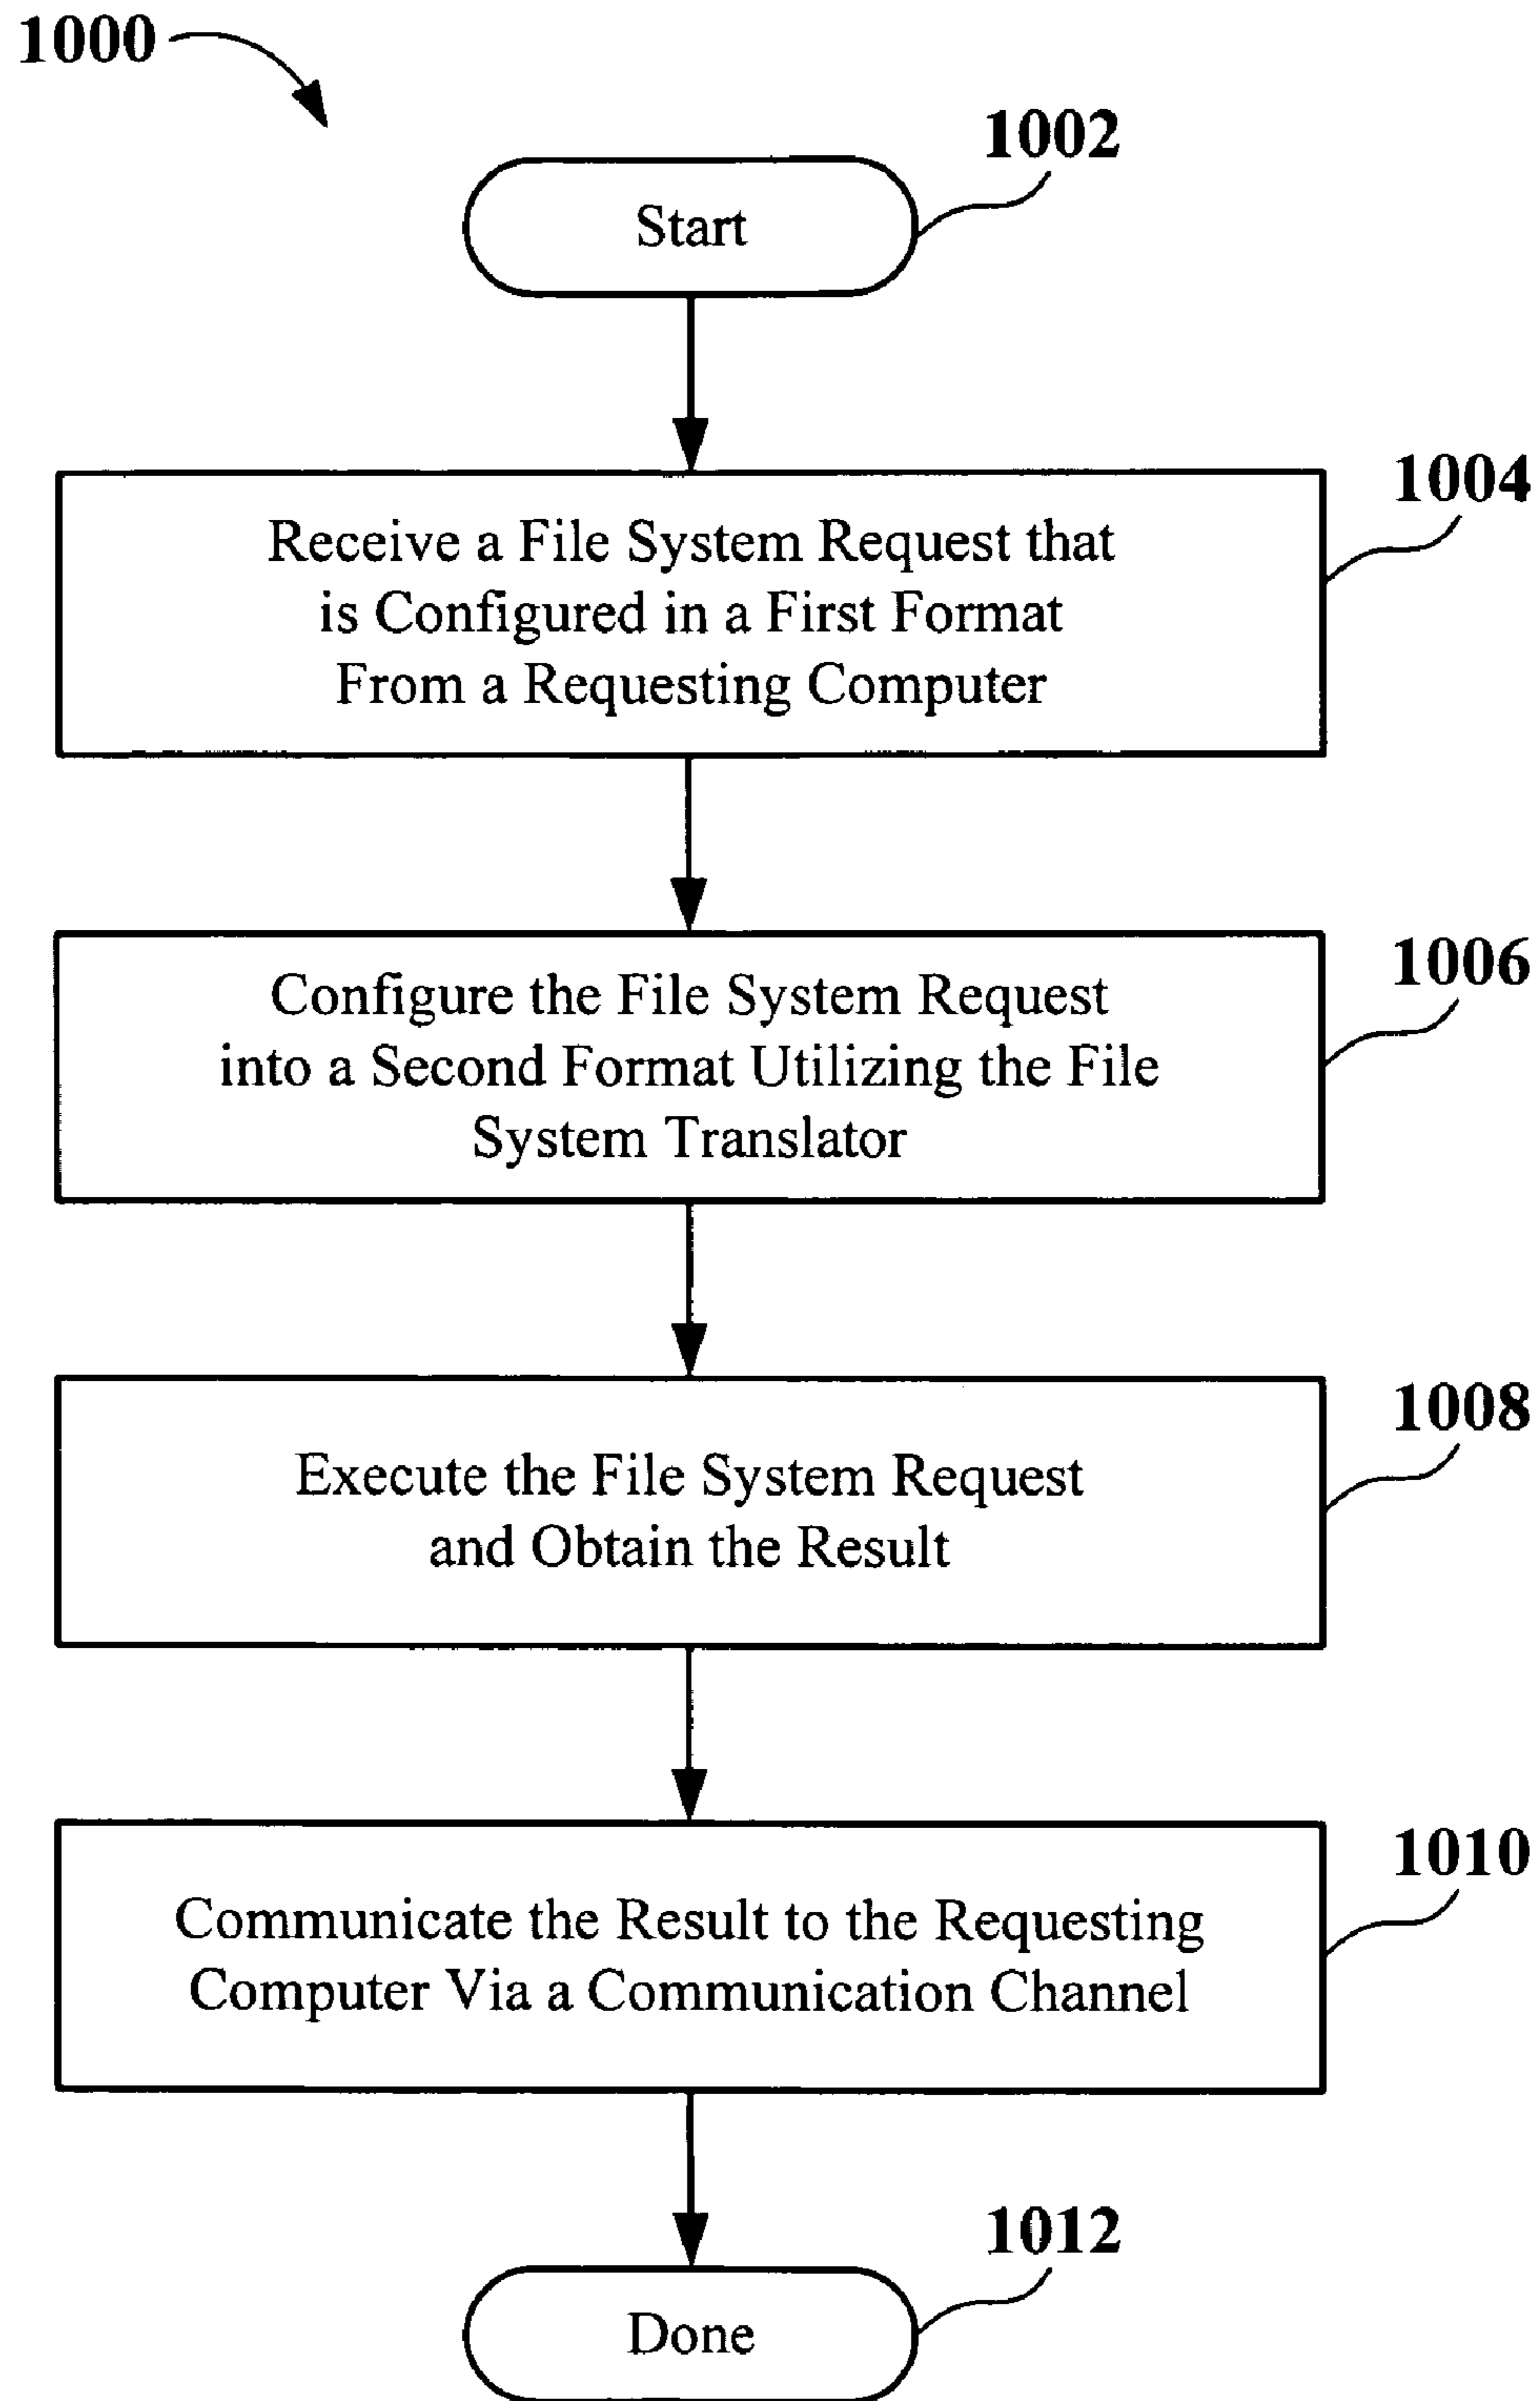 1000
1002
Start
1004
Receive a File System Request that
is Configured in a First Format
From a Requesting Computer
1006
Configure the File System Request
into a Second Format Utilizing the File
System Translator
1008
Execute the File System Request
and Obtain the Result
1010
Communicate the Result to the Requesting
Computer Via a Communication Channel
1012
Done